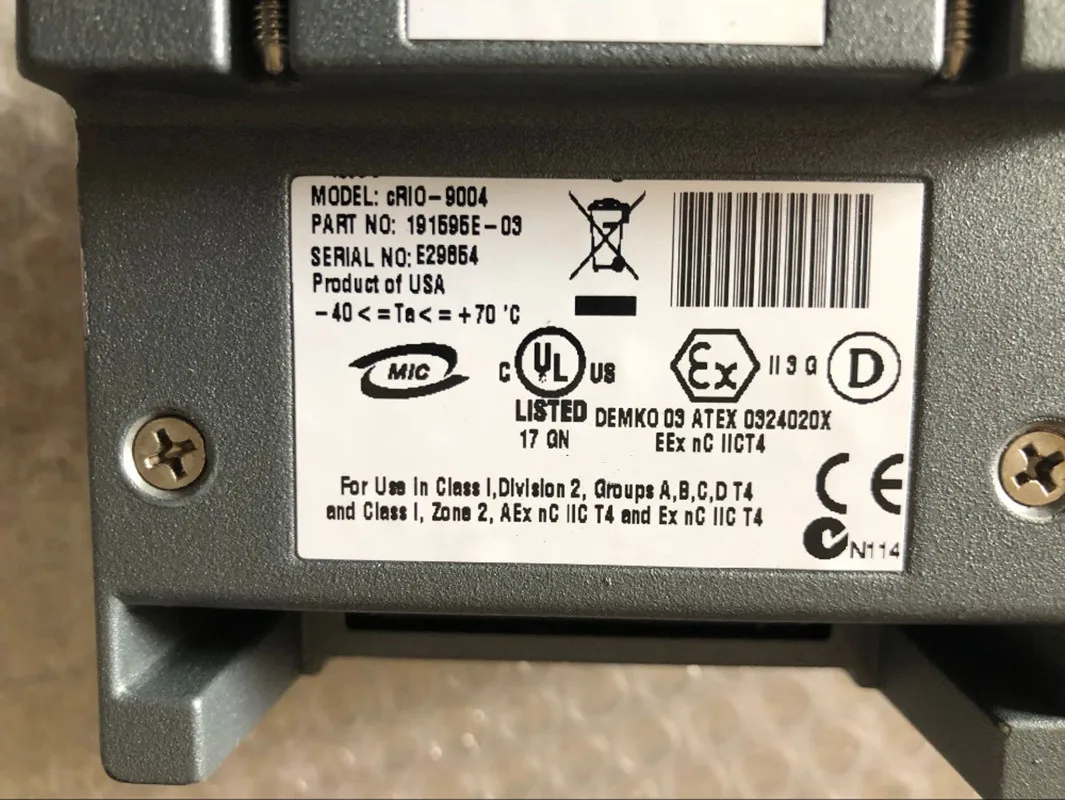 MODEL: cRIO-9004
PART NO: 191595E-03
SERIAL NO: E29854
Product of USA
-40<=Ta<=+70 'C
MIC
C UL US
LISTED
17 GN
Ex II 3 G D
DEMKO 03 ATEX 0324020X
EEx nC IICT4
For Use in Class I,Division 2, Groups A,B,C,D T4
and Class I, Zone 2, AEx nC IIC T4 and Ex nC IIC T4
CE
N114